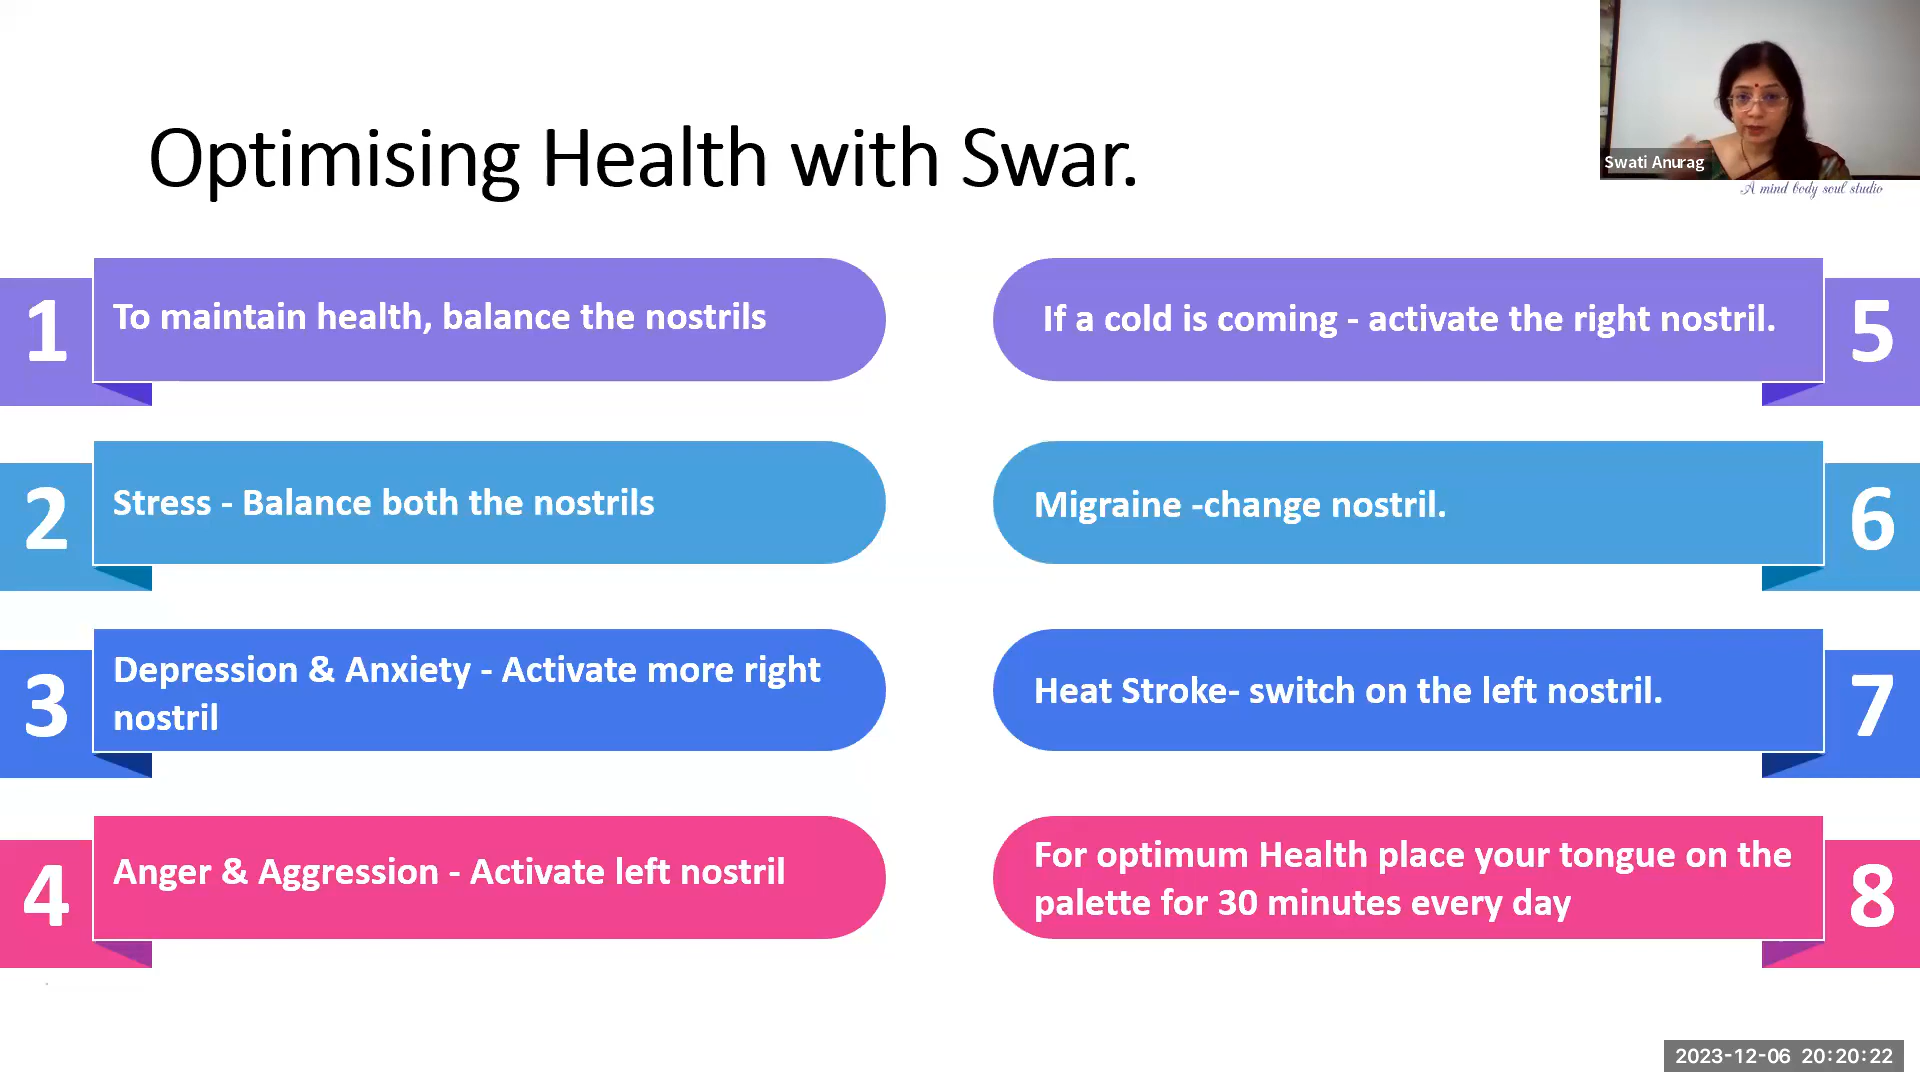 Optimising Health with Swar.
Swati Anurag
A mind body soul studio
1
To maintain health, balance the nostrils
2
Stress - Balance both the nostrils
3
Depression & Anxiety - Activate more right
nostril
4
Anger & Aggression - Activate left nostril
5
If a cold is coming - activate the right nostril.
6
Migraine -change nostril.
7
Heat Stroke- switch on the left nostril.
8
For optimum Health place your tongue on the
palette for 30 minutes every day
2023-12-06 20:20:22